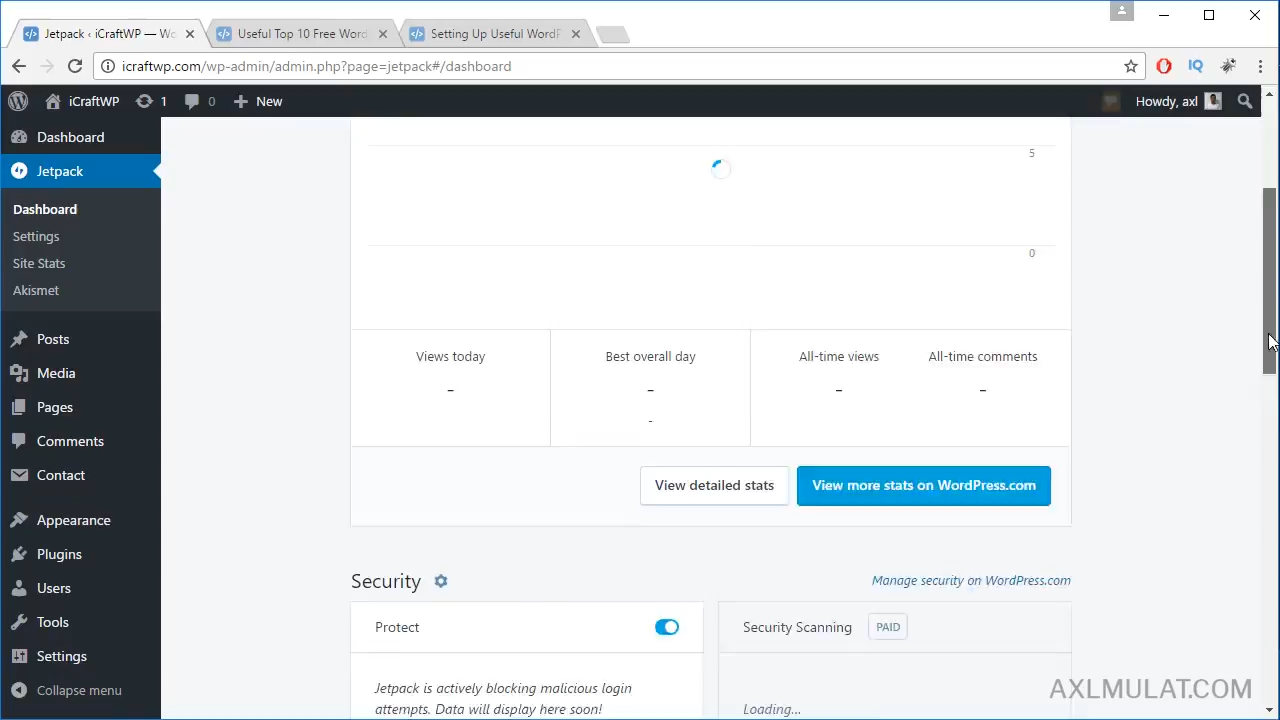 Jetpack ‹ iCraftWP — Wo
Useful Top 10 Free Word
Setting Up Useful WordP
icraftwp.com/wp-admin/admin.php?page=jetpack#/dashboard
iCraftWP
1
0
New
Howdy, axl
Dashboard
Jetpack
Dashboard
Settings
Site Stats
Akismet
Posts
Media
Pages
Comments
Contact
Appearance
Plugins
Users
Tools
Settings
Collapse menu
5
0
Views today
-
Best overall day
-
-
All-time views
-
All-time comments
-
View detailed stats
View more stats on WordPress.com
Security
Manage security on WordPress.com
Protect
Jetpack is actively blocking malicious login
attempts. Data will display here soon!
Security Scanning
PAID
Loading...
AXLMULAT.COM